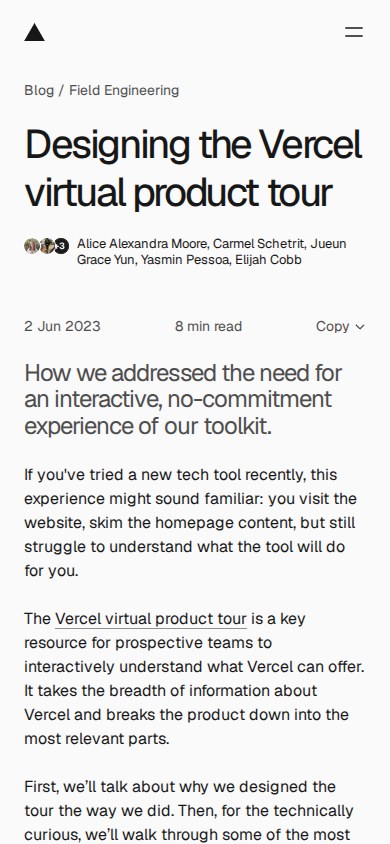 Blog / Field Engineering
Designing the Vercel
virtual product tour
+3
Alice Alexandra Moore, Carmel Schetrit, Jueun
Grace Yun, Yasmin Pessoa, Elijah Cobb
2 Jun 2023
8 min read
Copy
How we addressed the need for
an interactive, no-commitment
experience of our toolkit.
If you've tried a new tech tool recently, this
experience might sound familiar: you visit the
website, skim the homepage content, but still
struggle to understand what the tool will do
for you.
The Vercel virtual product tour is a key
resource for prospective teams to
interactively understand what Vercel can offer.
It takes the breadth of information about
Vercel and breaks the product down into the
most relevant parts.
First, we’ll talk about why we designed the
tour the way we did. Then, for the technically
curious, we’ll walk through some of the most